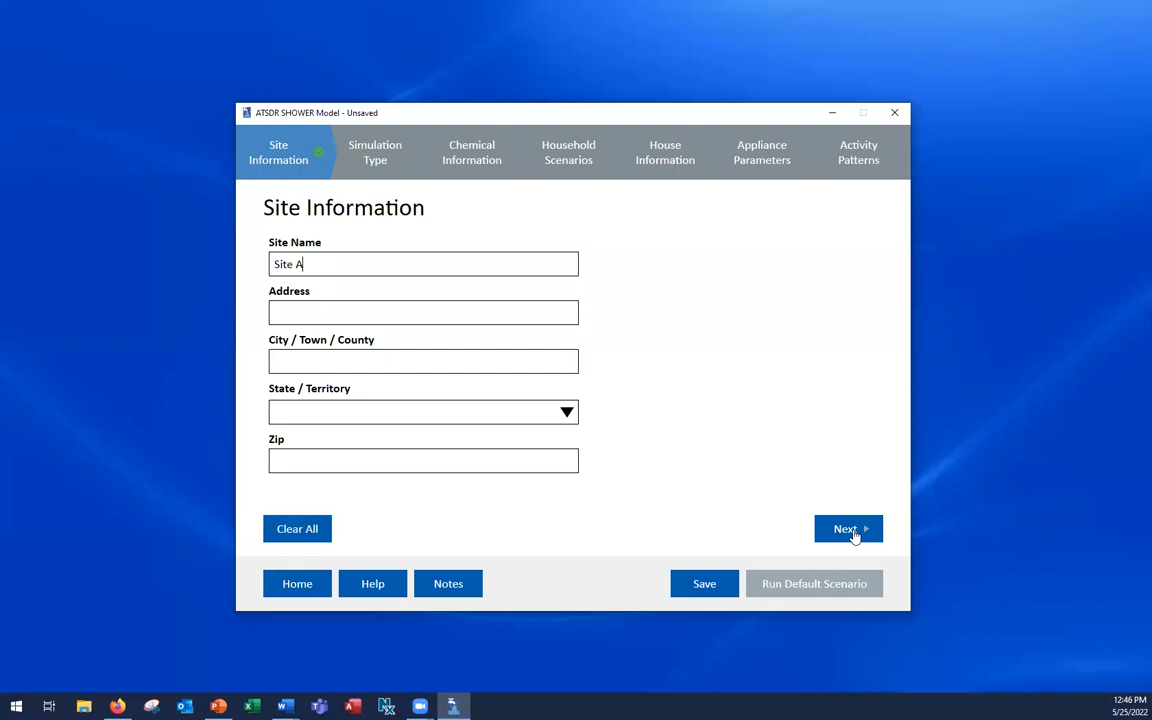 ATSDR SHOWER Model - Unsaved
Site
Information
Simulation
Type
Chemical
Information
Household
Scenarios
House
Information
Appliance
Parameters
Activity
Patterns
Site Information
Site Name
Site A
Address
City / Town / County
State / Territory
Zip
Clear All
Next
Home
Help
Notes
Save
Run Default Scenario
12:46 PM
5/25/2022